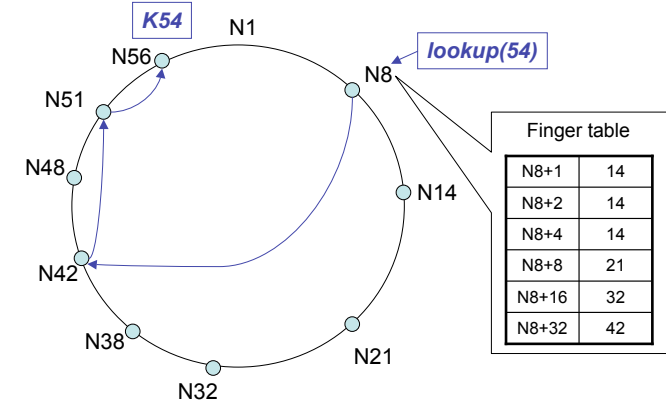 K54
N1
N56
lookup(54)
N8
N51
Finger table
N8+1 14
N48
N14
N8+2 14
N8+4 14
N8+8 21
N42
N8+16 32
N8+32 42
N38
N21
N32